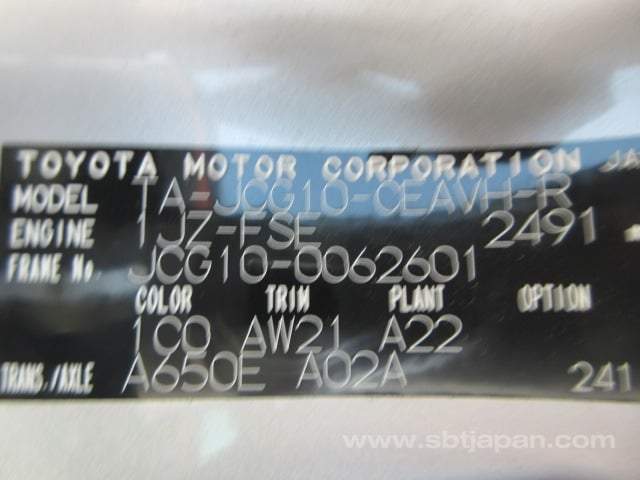 TOYOTA MOTOR CORPORATION JA
MODEL TA-JCG10-CEAVH-R
ENGINE 1JZ-FSE 2491
FRAME No. JCG10-0062601
COLOR TRIM PLANT OPTION
1C0 AW21 A22
TRANS./AXLE A650E A02A 241
www.sbtjapan.com